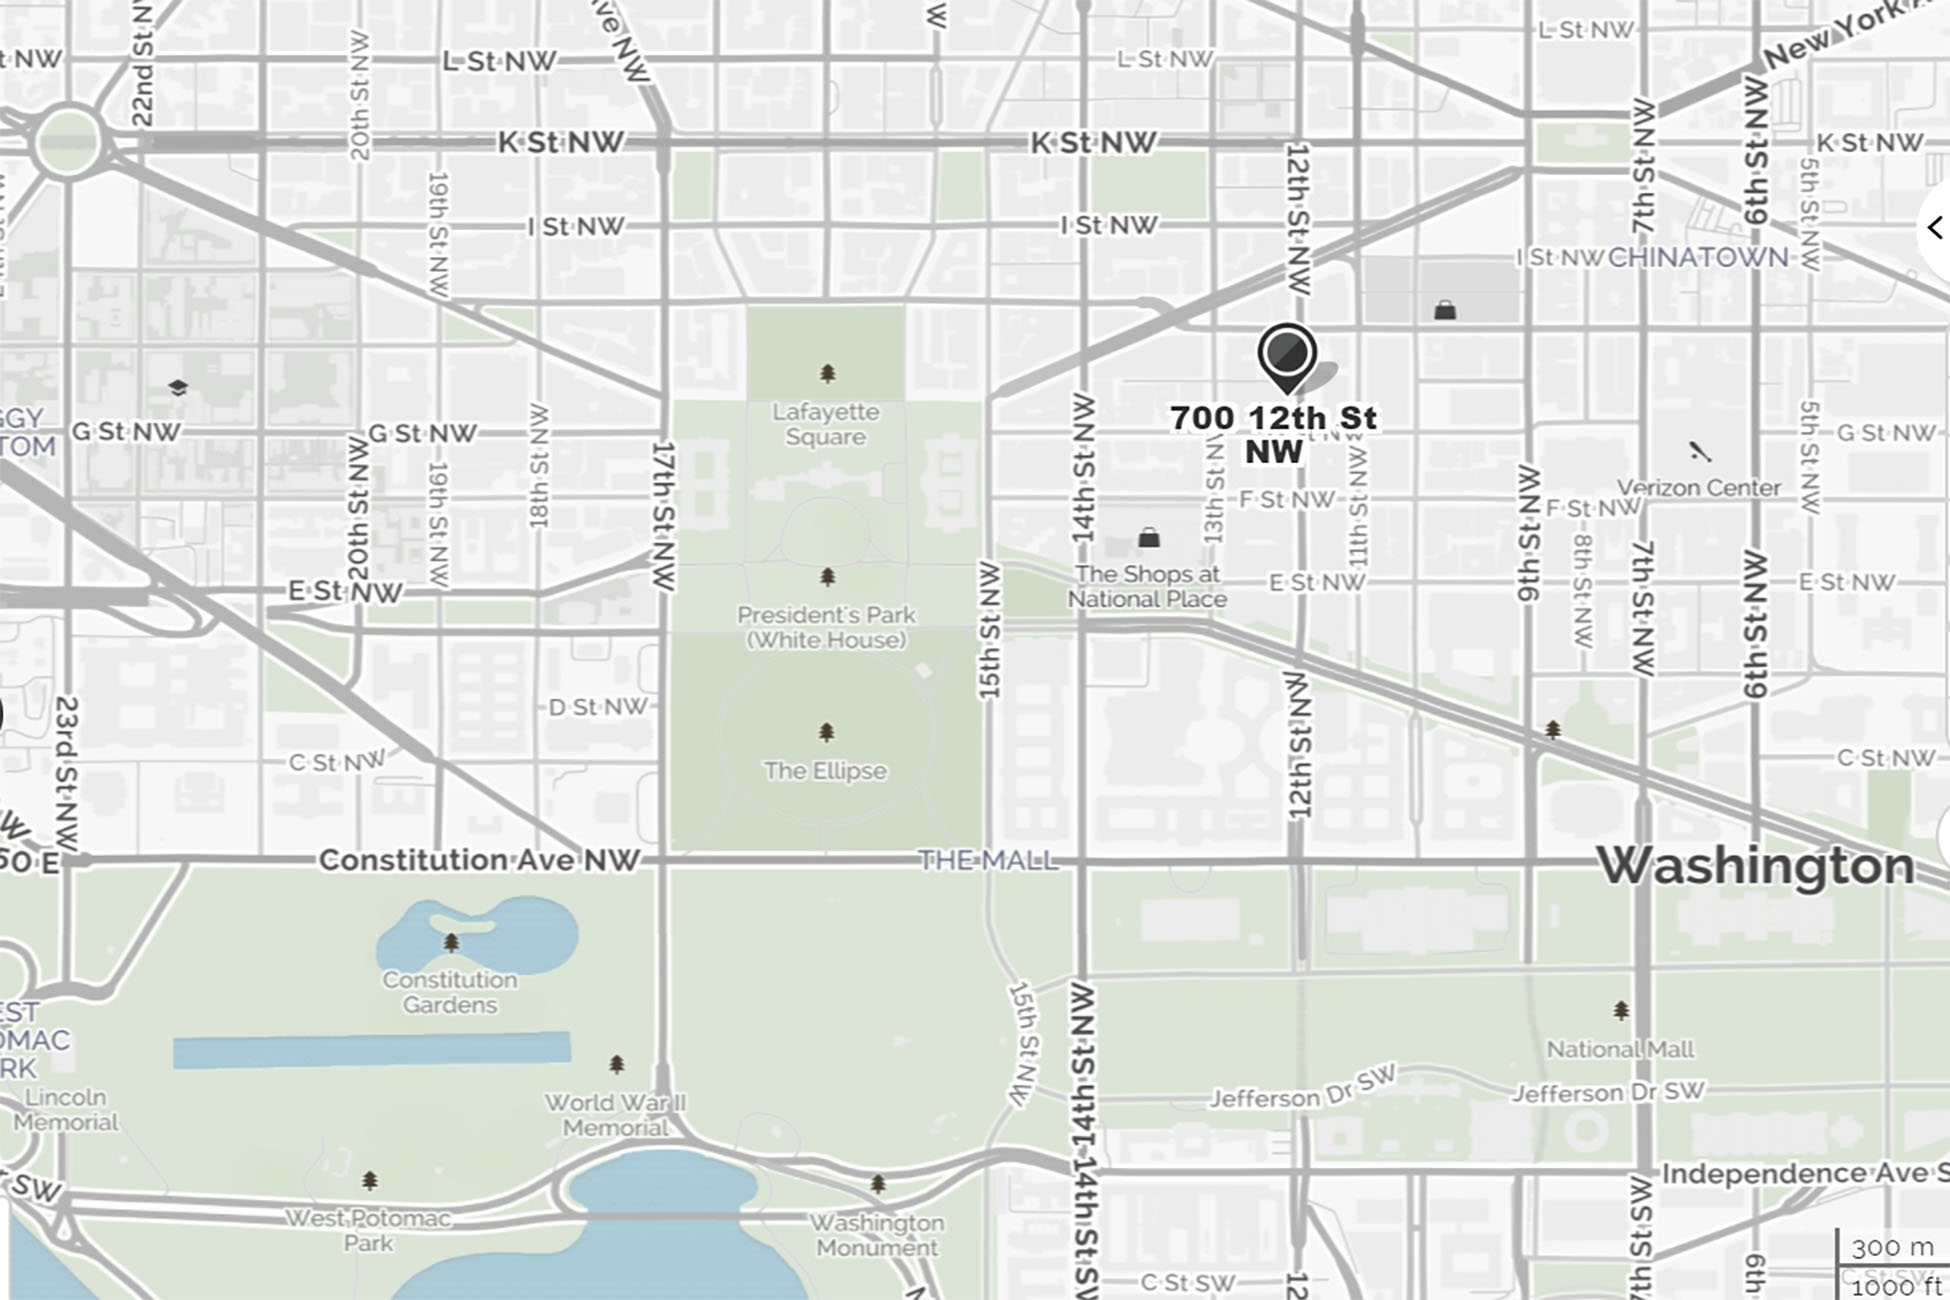 t NW
22nd St N
20th St NW
L St NW
Ave NW
W
L St NW
L St NW
New York
K St NW
K St NW
K St NW
19th St NW
12th St NW
7th St NW
6th St NW
5th St NW
I St NW
I St NW
I St NW
CHINATOWN
Lafayette
Square
GGY
TOM
G St NW
G St NW
20th St NW
19th St NW
18th St NW
17th St NW
14th St NW
700 12th St
NW
13th St N
11th St NW
G St NW
5th St NW
Verizon Center
F St NW
F St NW
9th St NW
8th St NW
7th St NW
6th St NW
The Shops at
National Place
E St NW
E St NW
E St NW
President's Park
(White House)
15th St NW
23rd St NW
D St NW
C St NW
12th St NW
C St NW
The Ellipse
W
50 E
Constitution Ave NW
THE MALL
Washington
Constitution
Gardens
EST
OMAC
RK
15th St NW
14th St NW
National Mall
Lincoln
Memorial
World War II
Memorial
Jefferson Dr SW
Jefferson Dr SW
14th St SW
Independence Ave S
r SW
West Potomac
Park
Washington
Monument
7th St SW
6th
C St SW
12
300 m
C St SW
1000 ft